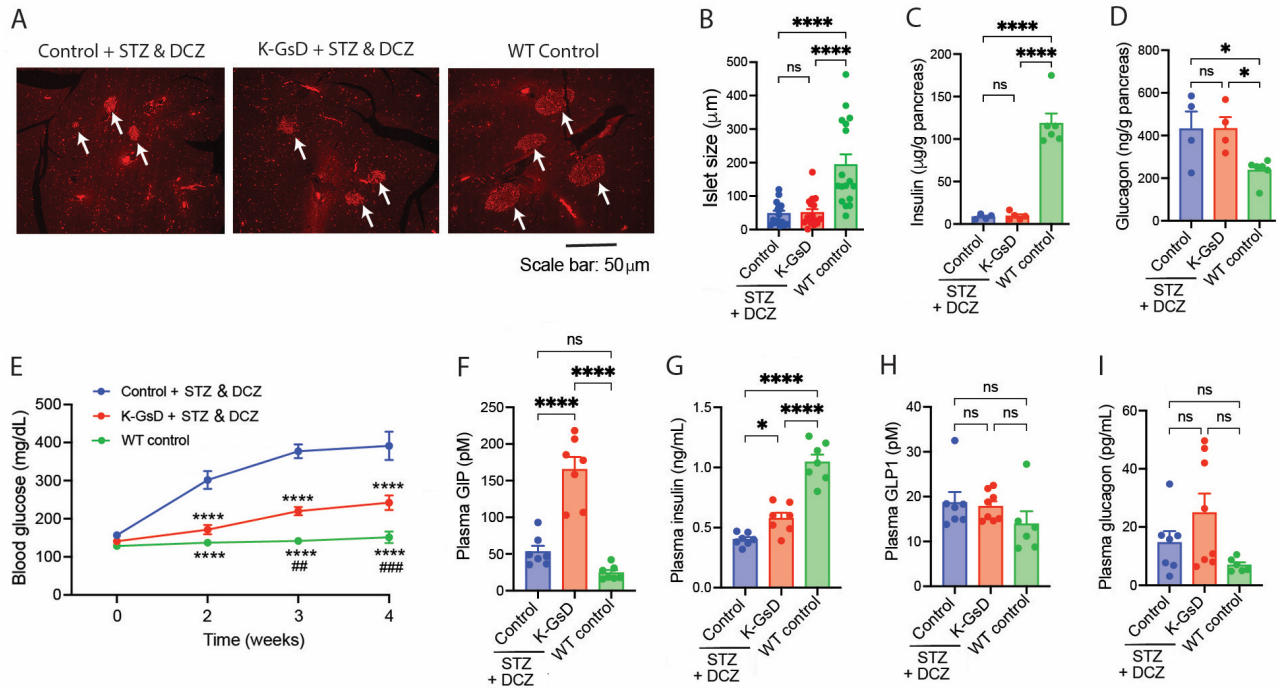 A
Control + STZ & DCZ
K-GsD + STZ & DCZ
WT Control
Scale bar: 50μm
B
****
****
ns
Islet size (μm)
500
400
300
200
100
0
Control
K-GsD
WT control
STZ
+ DCZ
C
****
****
ns
Insulin (μg/g pancreas)
200
150
100
50
0
Control
K-GsD
WT control
STZ
+ DCZ
D
*
ns
*
Glucagon (ng/g pancreas)
800
600
400
200
0
Control
K-GsD
WT control
STZ
+ DCZ
E
Control + STZ & DCZ
K-GsD + STZ & DCZ
WT control
Blood glucose (mg/dL)
500
400
300
200
100
0
****
****
****
****
****
##
****
###
0
2
3
4
Time (weeks)
F
ns
****
****
Plasma GIP (pM)
250
200
150
100
50
0
Control
K-GsD
WT control
STZ
+ DCZ
G
****
****
*
Plasma insulin (ng/mL)
1.5
1.0
0.5
0.0
Control
K-GsD
WT control
STZ
+ DCZ
H
ns
ns
ns
Plasma GLP1 (pM)
40
30
20
10
0
Control
K-GsD
WT control
STZ
+ DCZ
I
ns
ns
ns
Plasma glucagon (pg/mL)
60
40
20
0
Control
K-GsD
WT control
STZ
+ DCZ